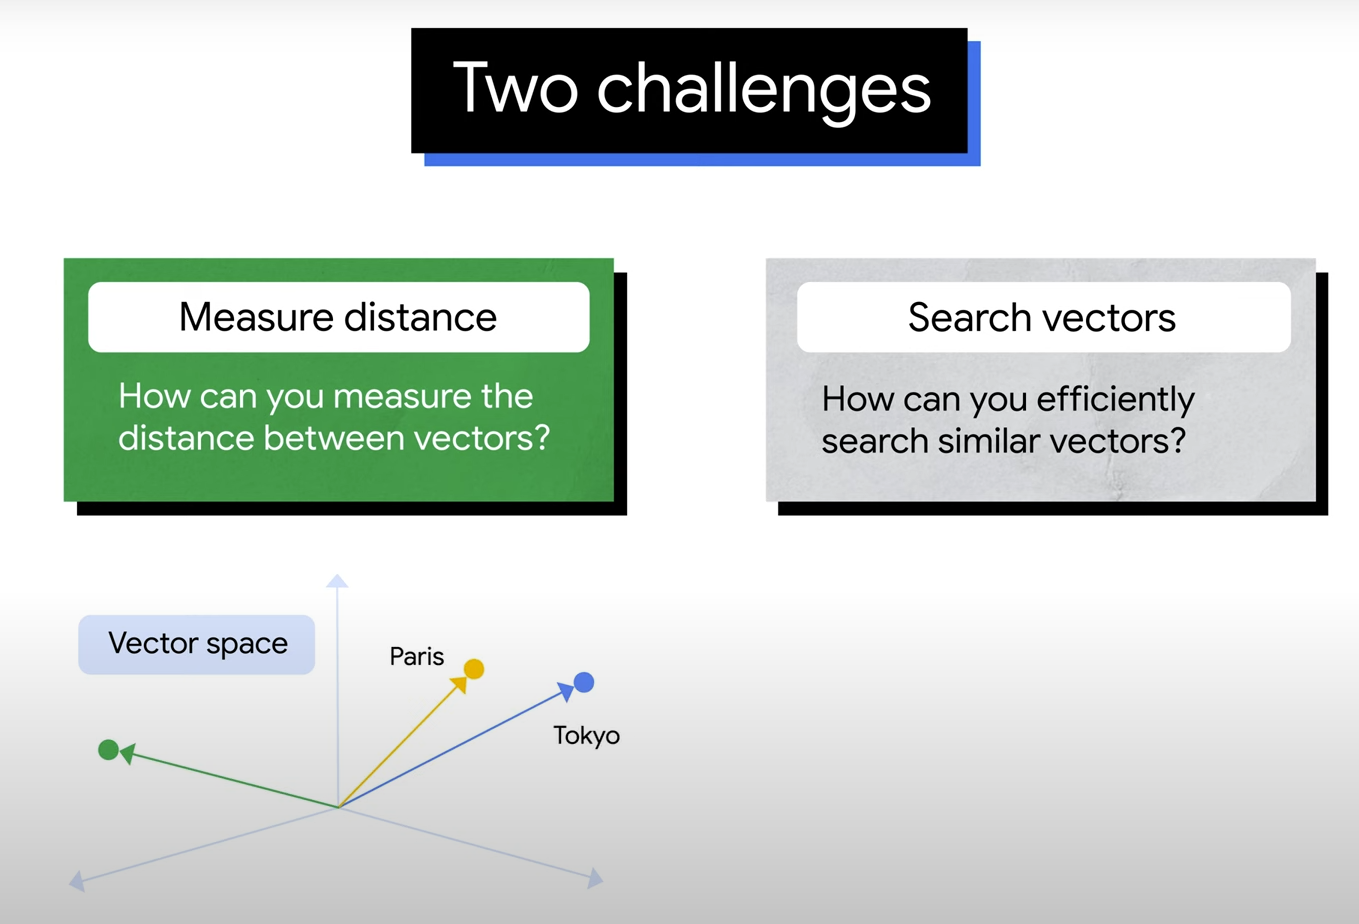 Two challenges
Measure distance
How can you measure the
distance between vectors?
Search vectors
How can you efficiently
search similar vectors?
Vector space
Paris
Tokyo